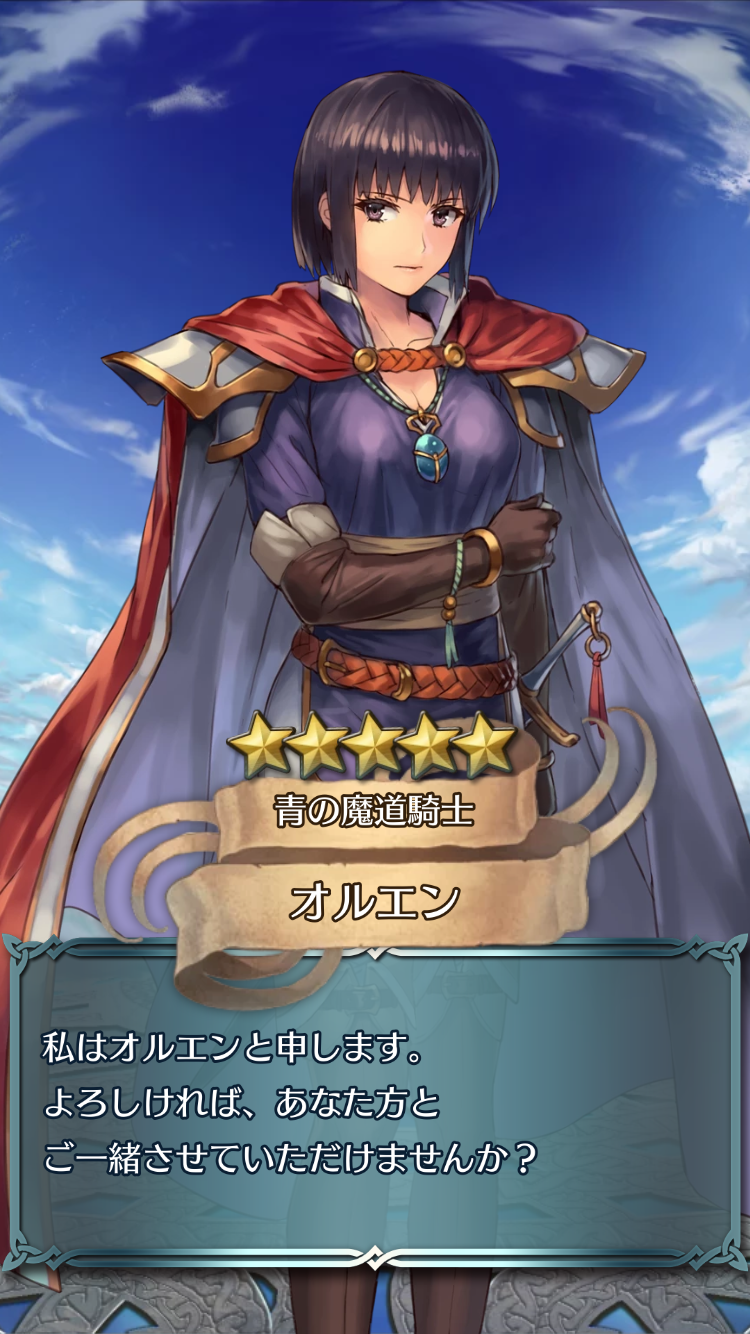 青の魔道騎士
オルエン
私はオルエンと申します。
よろしければ、あなた方と
ご一緒させていただけませんか？